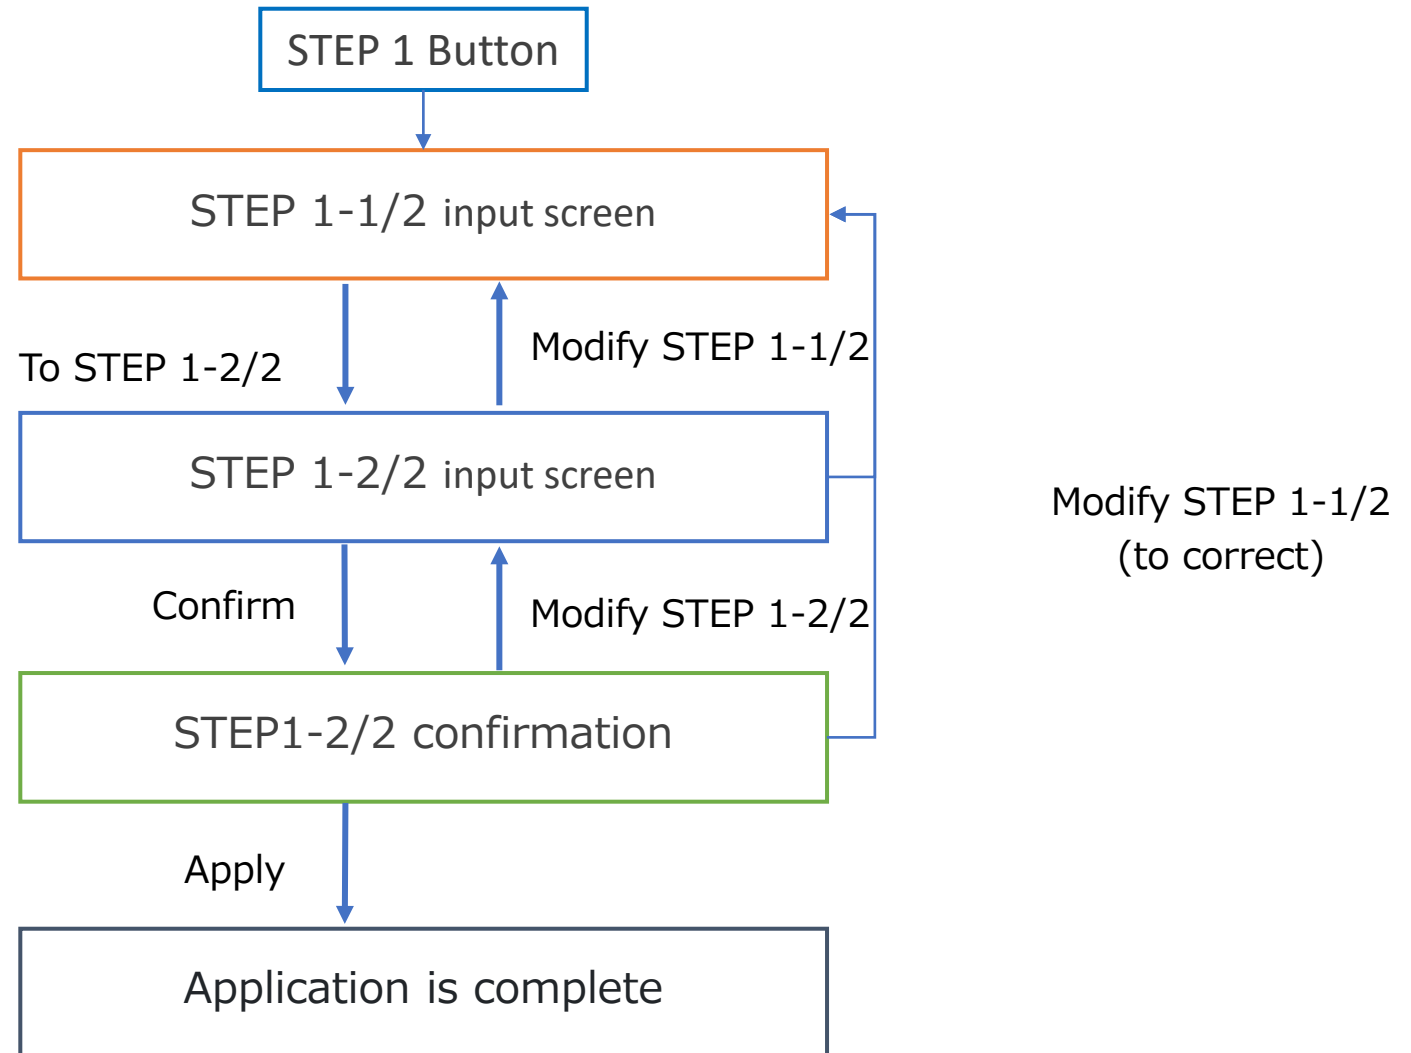 STEP 1 Button
STEP 1-1/2 input screen
To STEP 1-2/2
Modify STEP 1-1/2
STEP 1-2/2 input screen
Modify STEP 1-1/2
(to correct)
Confirm
Modify STEP 1-2/2
STEP1-2/2 confirmation
Apply
Application is complete